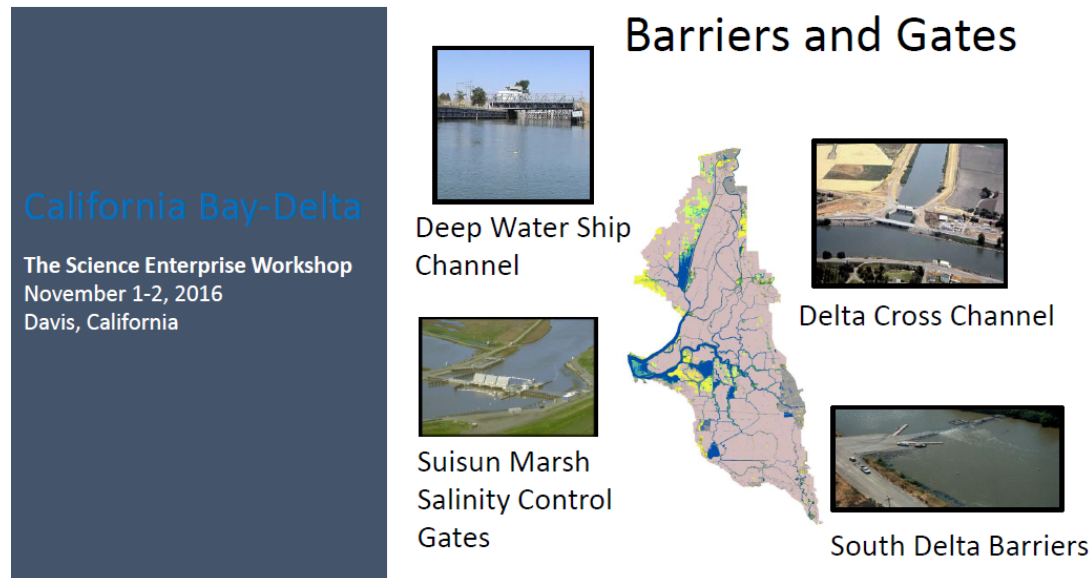 California Bay-Delta
The Science Enterprise Workshop
November 1-2, 2016
Davis, California
Barriers and Gates
Deep Water Ship
Channel
Delta Cross Channel
Suisun Marsh
Salinity Control
Gates
South Delta Barriers